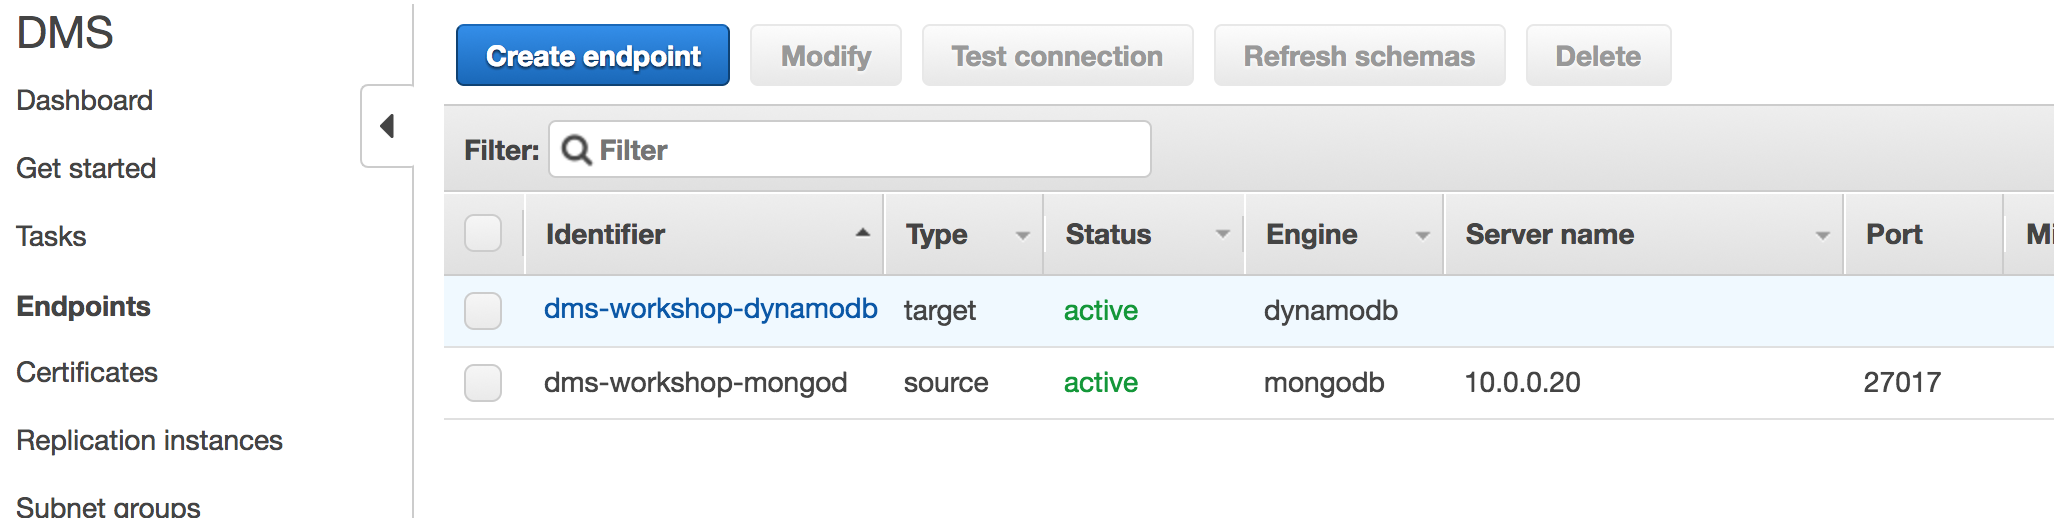 DMS
Dashboard
Get started
Tasks
Endpoints
Certificates
Replication instances
Subnet groups
Create endpoint Modify Test connection Refresh schemas Delete
Filter: Filter
Identifier Type Status Engine Server name Port Mi
dms-workshop-dynamodb target active dynamodb
dms-workshop-mongod source active mongodb 10.0.0.20 27017